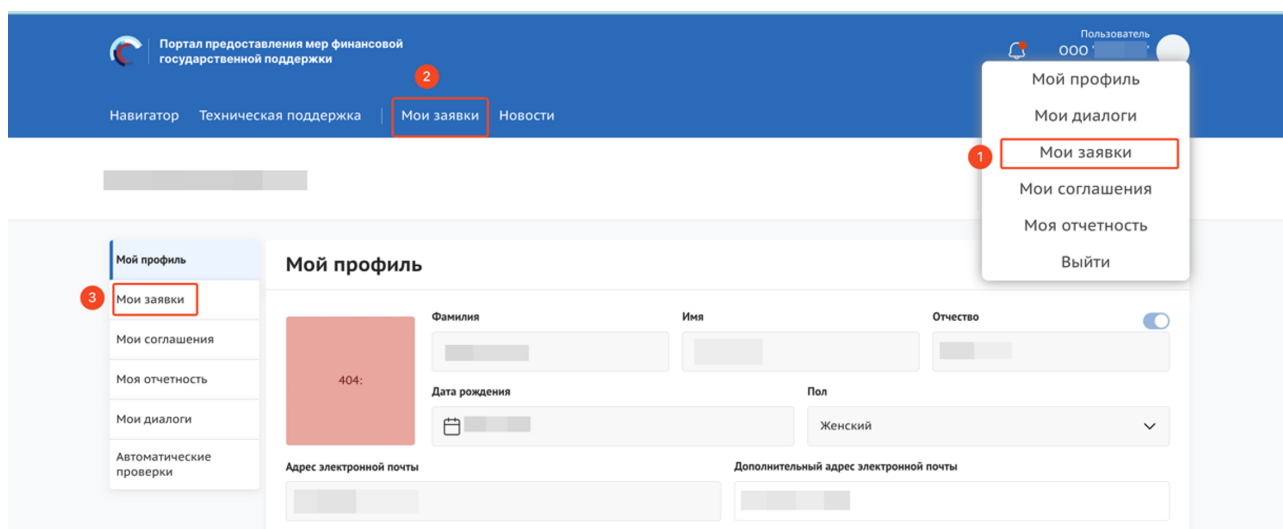 Портал предоставления мер финансовой
государственной поддержки
Пользователь
ООО " "
2
Навигатор Техническая поддержка | Мои заявки Новости
Мой профиль
Мои диалоги
1 Мои заявки
Мои соглашения
Моя отчетность
Выйти
Мой профиль
3 Мои заявки
Мои соглашения
Моя отчетность
Мои диалоги
Автоматические
проверки
Мой профиль
404:
Фамилия Имя Отчество
Дата рождения Пол
Женский
Адрес электронной почты Дополнительный адрес электронной почты